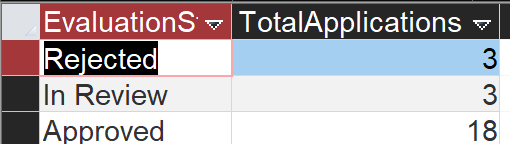 EvaluationS TotalApplications
Rejected 3
In Review 3
Approved 18